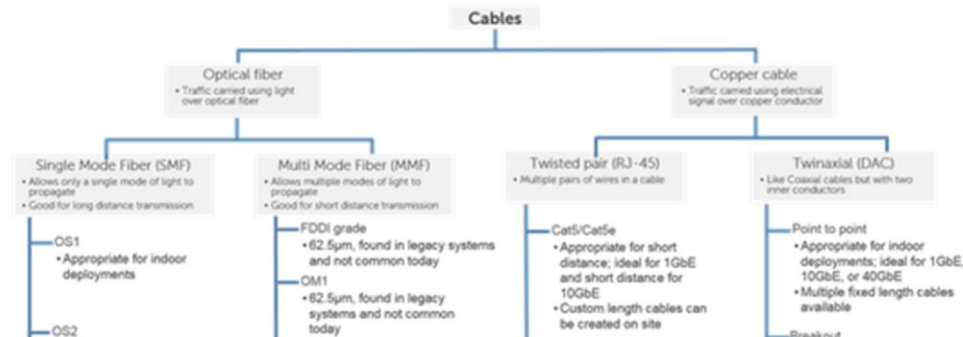 Cables
Optical fiber
• Traffic carried using light
over optical fiber
Copper cable
• Traffic carried using electrical
signal over copper conductor
Single Mode Fiber (SMF)
• Allows only a single mode of light to
propagate
• Good for long distance transmission
OS1
• Appropriate for indoor
deployments
OS2
Multi Mode Fiber (MMF)
• Allows multiple modes of light to
propagate
• Good for short distance transmission
FDDI grade
• 62.5µm, found in legacy systems
and not common today
OM1
• 62.5µm, found in legacy
systems and not common
today
Twisted pair (RJ-45)
• Multiple pairs of wires in a cable
Cat5/Cat5e
• Appropriate for short
distance; ideal for 1GbE
and short distance for
10GbE
• Custom length cables can
be created on site
Twinaxial (DAC)
• Like Coaxial cables but with two
inner conductors
Point to point
• Appropriate for indoor
deployments; ideal for 1GbE,
10GbE, or 40GbE
• Multiple fixed length cables
available
Breakout